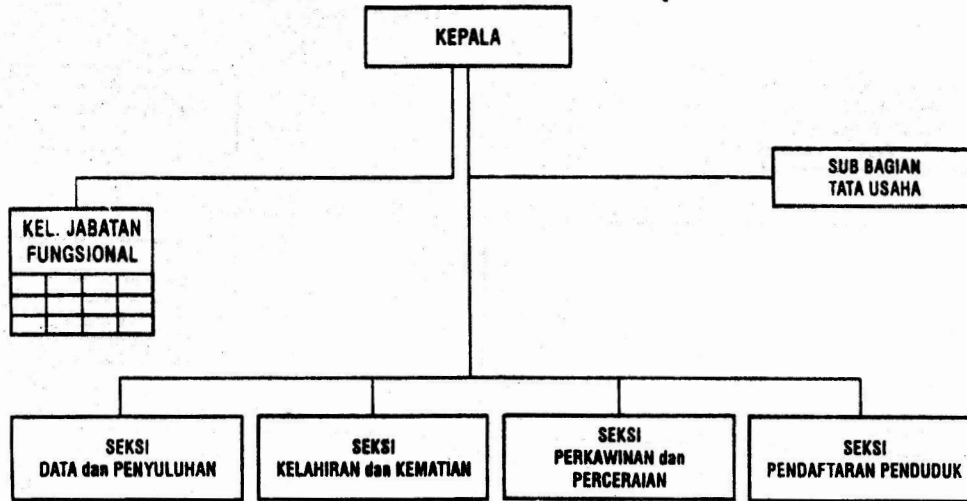 KEPALA
SUB BAGIAN
TATA USAHA
KEL. JABATAN
FUNGSIONAL
SEKSI
DATA dan PENYULUHAN
SEKSI
KELAHIRAN dan KEMATIAN
SEKSI
PERKAWINAN dan
PERCERAIAN
SEKSI
PENDAFTARAN PENDUDUK